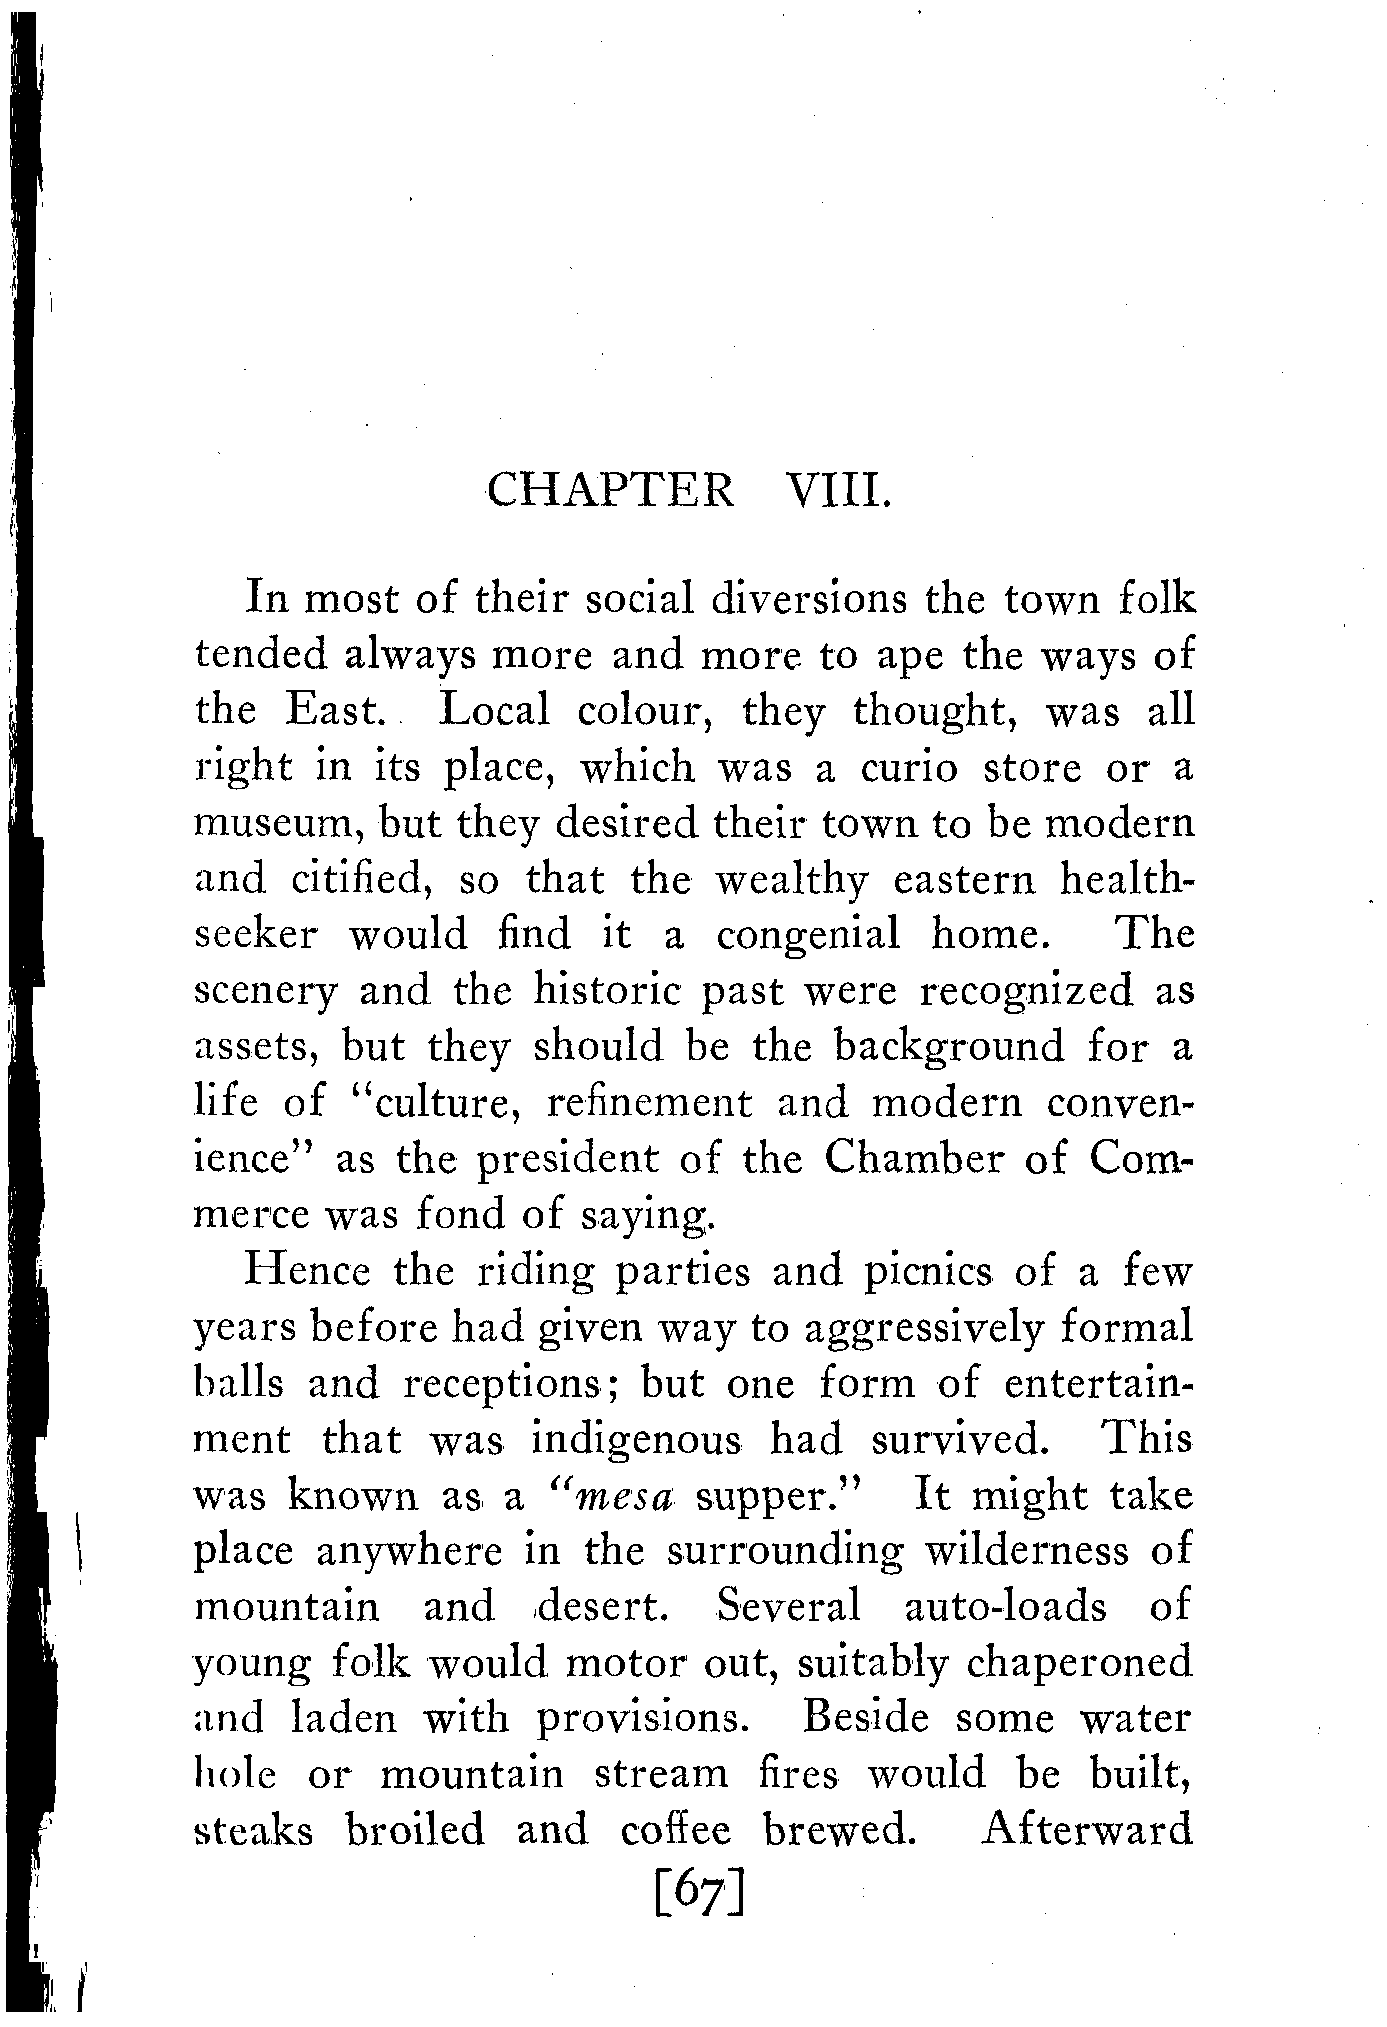 CHAPTER VIII.
In most of their social diversions the town folk
tended always more and more to ape the ways of
the East. Local colour, they thought, was all
right in its place, which was a curio store or a
museum, but they desired their town to be modern
and citified, so that the wealthy eastern health-
seeker would find it a congenial home. The
scenery and the historic past were recognized as
assets, but they should be the background for a
life of "culture, refinement and modern conven-
ience" as the president of the Chamber of Com-
merce was fond of saying.
Hence the riding parties and picnics of a few
years before had given way to aggressively formal
balls and receptions; but one form of entertain-
ment that was indigenous had survived. This
was known as a "mesa supper." It might take
place anywhere in the surrounding wilderness of
mountain and desert. Several auto-loads of
young folk would motor out, suitably chaperoned
and laden with provisions. Beside some water
hole or mountain stream fires would be built,
steaks broiled and coffee brewed. Afterward
[67]